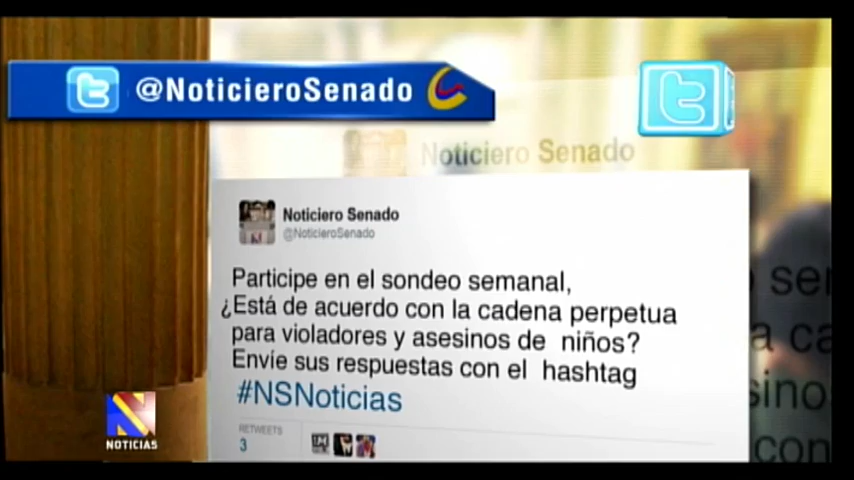 @NoticieroSenado
Noticiero Senado
Noticiero Senado
@NoticieroSenado
Participe en el sondeo semanal,
¿Está de acuerdo con la cadena perpetua
para violadores y asesinos de niños?
Envíe sus respuestas con el hashtag
#NSNoticias
RETWEETS
3
N
NOTICIAS